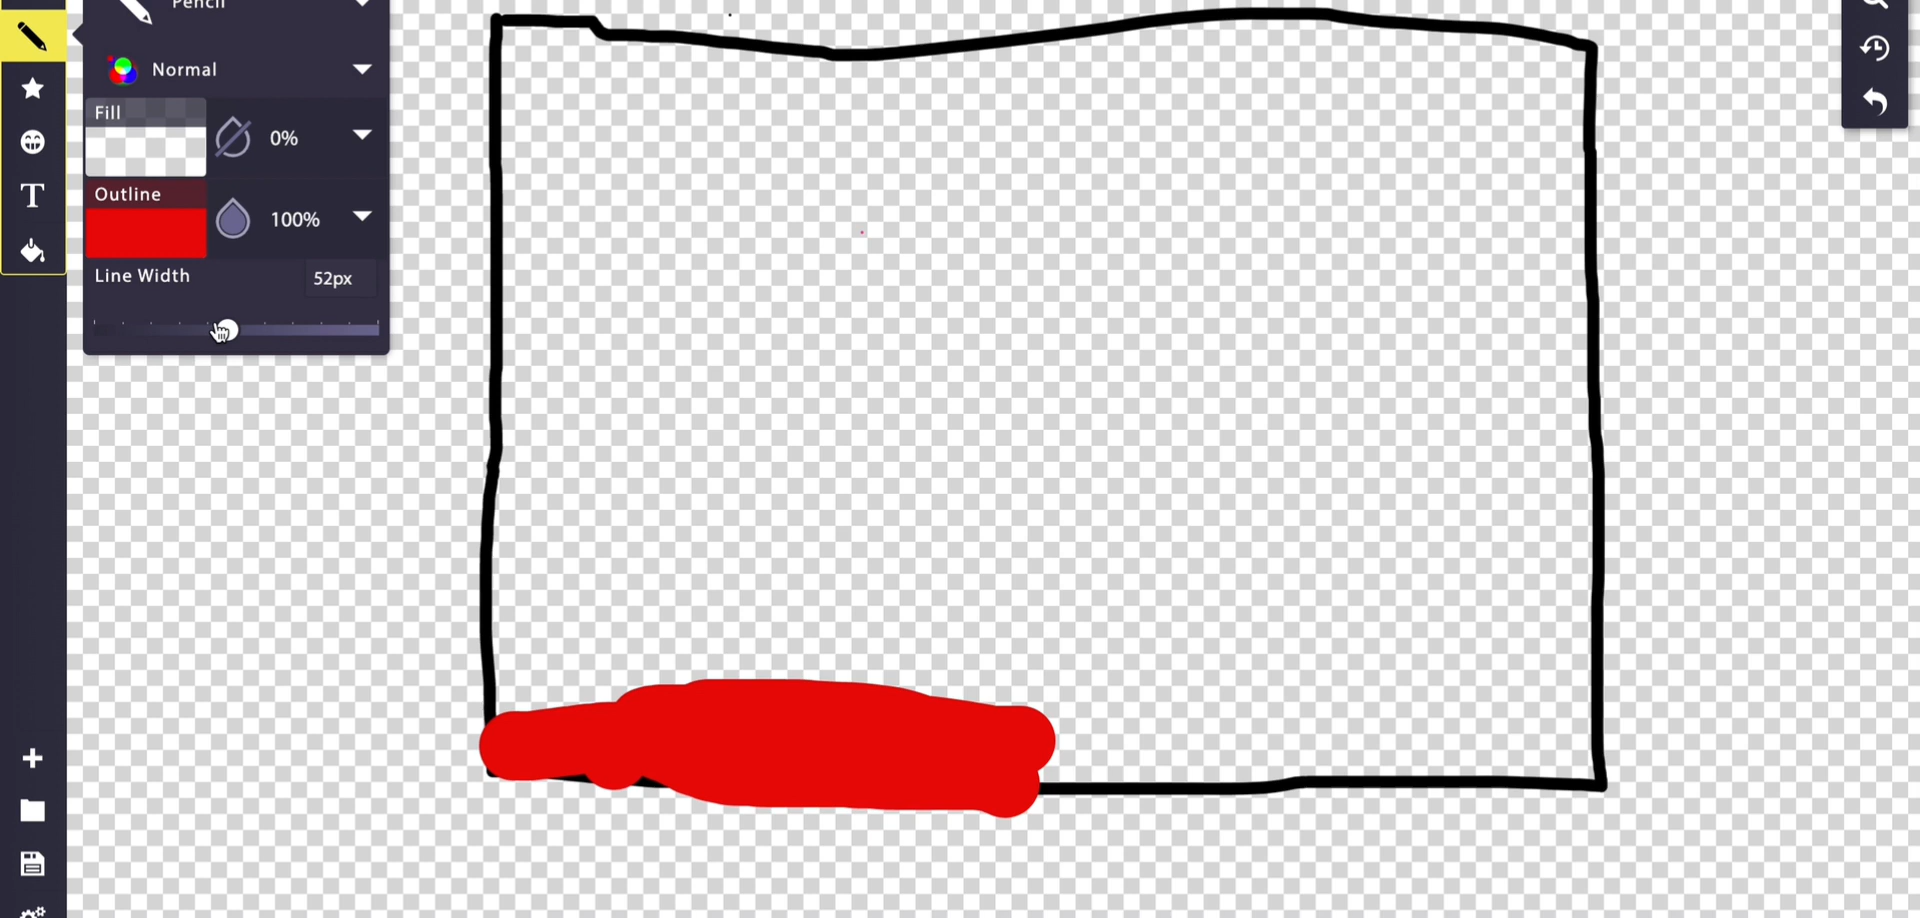 Pencil
Normal
Fill
0%
Outline
100%
Line Width
52px
T